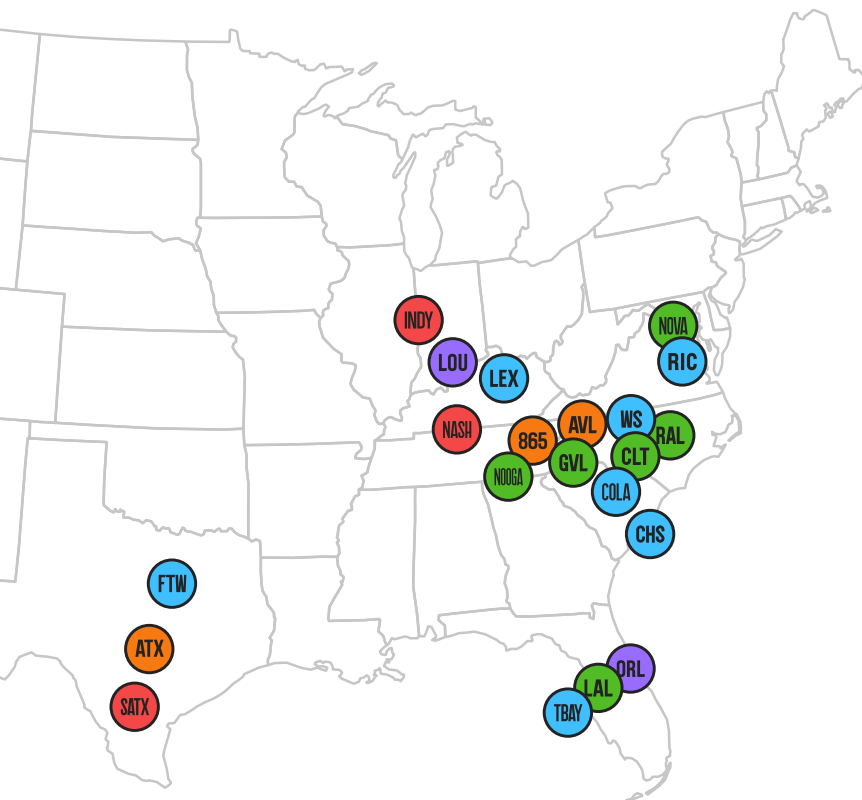 INDY
NOVA
LOU
RIC
LEX
NASH
865
AVL
WS
RAL
NOOGA
GVL
CLT
COLA
CHS
FTW
ATX
SATX
ORL
LAL
TBAY